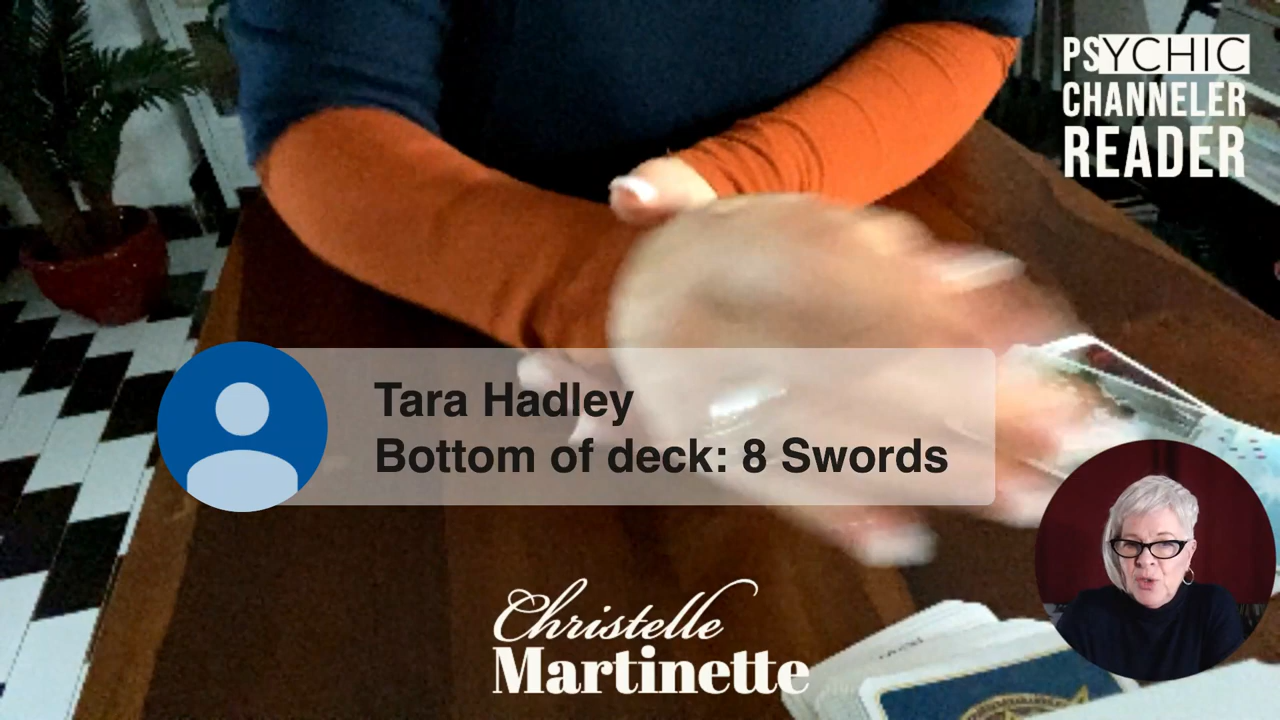 PSYCHIC
CHANNELER
READER
Tara Hadley
Bottom of deck: 8 Swords
Christelle
Martinette